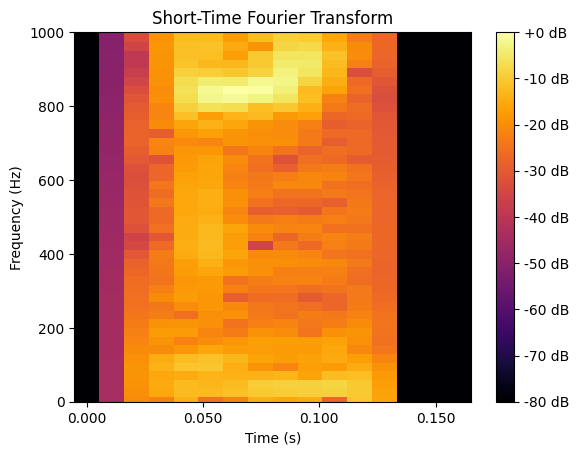 Short-Time Fourier Transform
1000
800
600
400
200
0
Frequency (Hz)
0.000
0.050
0.100
0.150
Time (s)
+0 dB
-10 dB
-20 dB
-30 dB
-40 dB
-50 dB
-60 dB
-70 dB
-80 dB